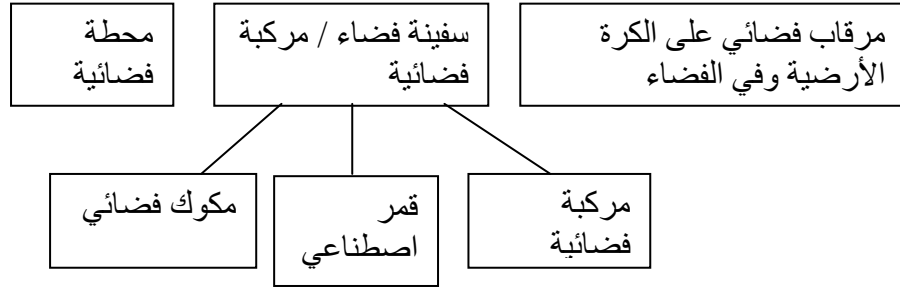 مرقاب فضائي على الكرة
الأرضية وفي الفضاء
سفينة فضاء / مركبة
فضائية
محطة
فضائية
مركبة
فضائية
قمر
اصطناعي
مكوك فضائي